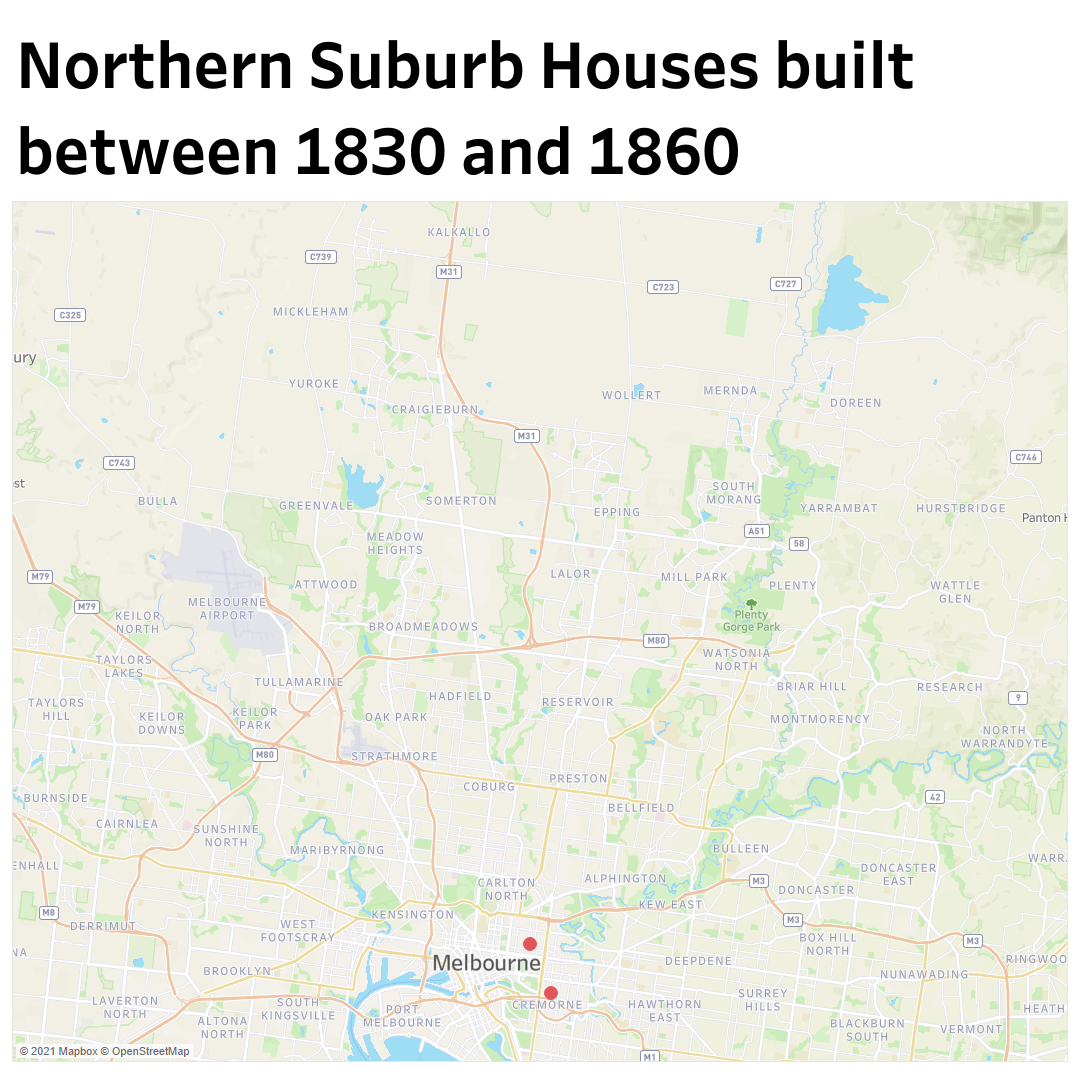 Northern Suburb Houses built
between 1830 and 1860
KALKALLO
C739
M31
C723
C727
C325
MICKLEHAM
ury
YUROKE
WOLLERT
MERNDA
DOREEN
CRAIGIEBURN
M31
C743
C746
st
BULLA
GREENVALE
SOMERTON
EPPING
SOUTH
MORANG
YARRAMBAT
HURSTBRIDGE
Panton H
A51
58
MEADOW
HEIGHTS
M79
ATTWOOD
LALOR
MILL PARK
PLENTY
WATTLE
GLEN
M79
KEILOR
NORTH
MELBOURNE
AIRPORT
BROADMEADOWS
Plenty
Gorge Park
M80
TAYLORS
LAKES
WATSONIA
NORTH
TULLAMARINE
HADFIELD
RESERVOIR
BRIAR HILL
RESEARCH
9
TAYLORS
HILL
KEILOR
DOWNS
KEILOR
PARK
OAK PARK
MONTMORENCY
NORTH
WARRANDYTE
M80
STRATHMORE
COBURG
PRESTON
BURNSIDE
BELLFIELD
42
CAIRNLEA
SUNSHINE
NORTH
MARIBYRNONG
BULLEEN
ENHALL
WARR
CARLTON
NORTH
ALPHINGTON
M3
DONCASTER
DONCASTER
EAST
M8
DERRIMUT
WEST
FOOTSCRAY
KENSINGTON
KEW EAST
M3
BOX HILL
NORTH
M3
NA
Melbourne
DEEPDENE
RINGWOO
BROOKLYN
NUNAWADING
LAVERTON
NORTH
SOUTH
KINGSVILLE
PORT
MELBOURNE
CREMORNE
HAWTHORN
EAST
SURREY
HILLS
HEATH
ALTONA
NORTH
BLACKBURN
SOUTH
VERMONT
M1
© 2021 Mapbox © OpenStreetMap